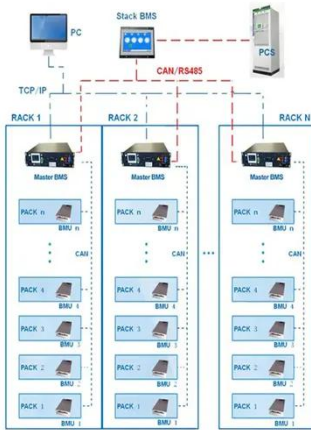 PC
Stack BMS
PCS
CAN/RS485
TCP/IP
RACK 1
RACK 2
RACK N
Master BMS
Master BMS
Master BMS
PACK n
BMU n
PACK n
BMU n
PACK n
BMU n
CAN
CAN
CAN
...
PACK 4
BMU 4
PACK 4
BMU 4
PACK 4
BMU 4
PACK 3
BMU 3
PACK 3
BMU 3
PACK 3
BMU 3
PACK 2
BMU 2
PACK 2
BMU 2
PACK 2
BMU 2
PACK 1
BMU 1
PACK 1
BMU 1
PACK 1
BMU 1